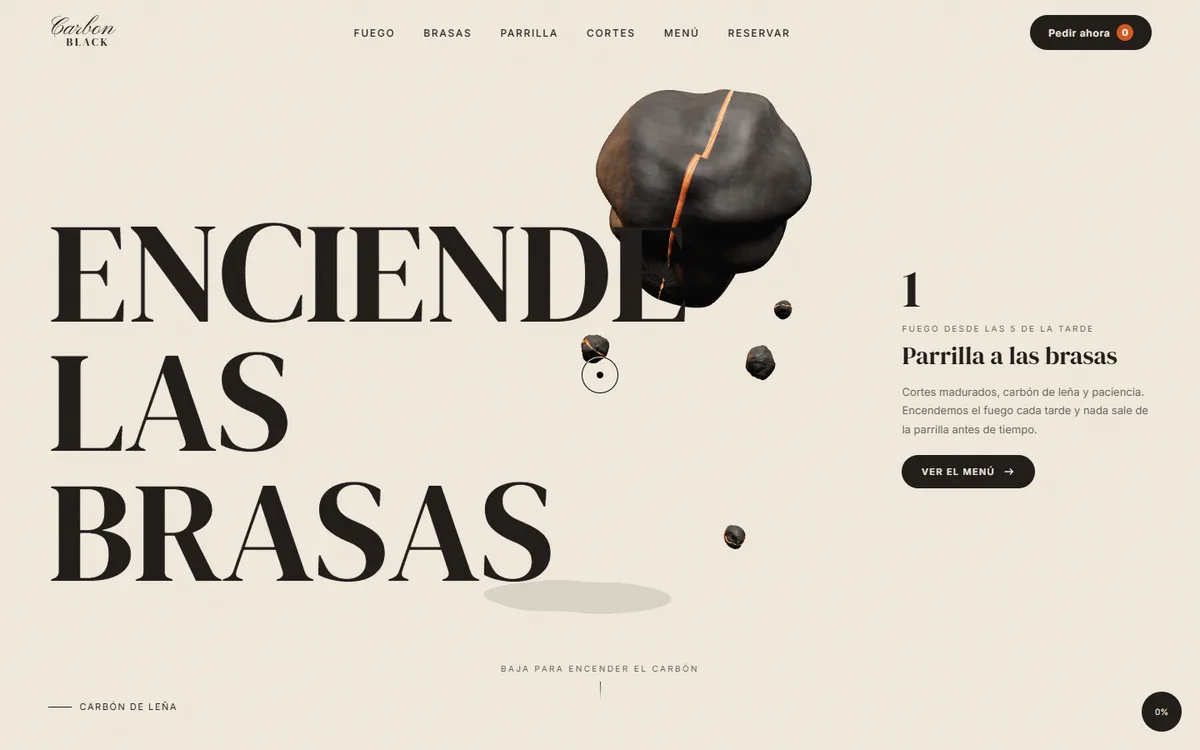 Carbon
BLACK
FUEGO
BRASAS
PARRILLA
CORTES
MENÚ
RESERVAR
Pedir ahora 0
ENCIENDE
LAS
BRASAS
1
FUEGO DESDE LAS 5 DE LA TARDE
Parrilla a las brasas
Cortes madurados, carbón de leña y paciencia.
Encendemos el fuego cada tarde y nada sale de
la parrilla antes de tiempo.
VER EL MENÚ →
BAJA PARA ENCENDER EL CARBÓN
CARBÓN DE LEÑA
0%